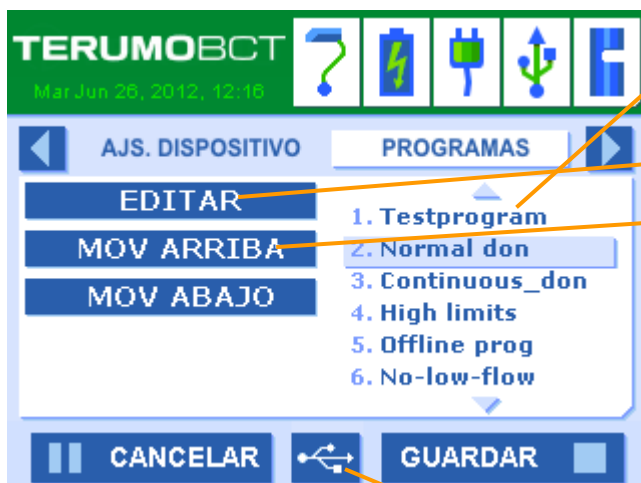 TERUMOBCT
Mar Jun 26, 2012, 12:16
AJS. DISPOSITIVO PROGRAMAS
EDITAR
MOV ARRIBA
MOV ABAJO
1. Testprogram
2. Normal don
3. Continuous_don
4. High limits
5. Offline prog
6. No-low-flow
CANCELAR GUARDAR